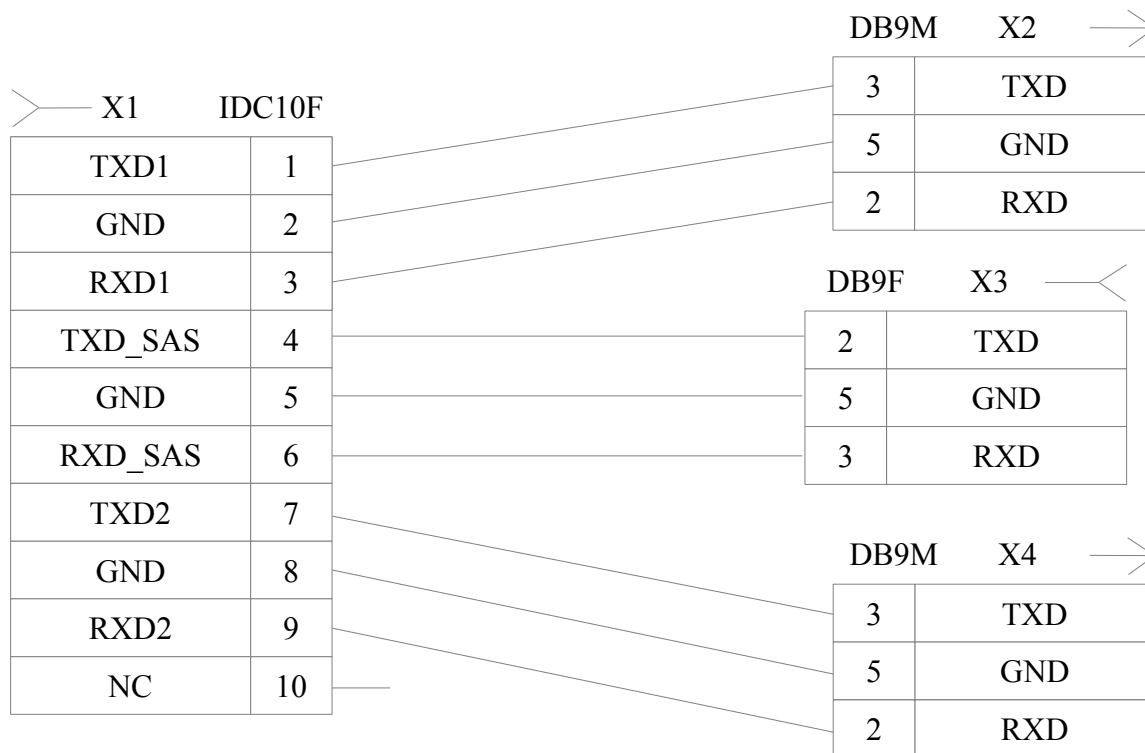 X1 IDC10F
TXD1 1
GND 2
RXD1 3
TXD_SAS 4
GND 5
RXD_SAS 6
TXD2 7
GND 8
RXD2 9
NC 10
DB9M X2
3 TXD
5 GND
2 RXD
DB9F X3
2 TXD
5 GND
3 RXD
DB9M X4
3 TXD
5 GND
2 RXD